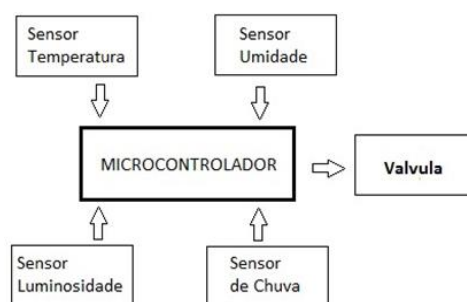 Sensor
Temperatura
Sensor
Umidade
MICROCONTROLADOR
Valvula
Sensor
Luminosidade
Sensor
de Chuva